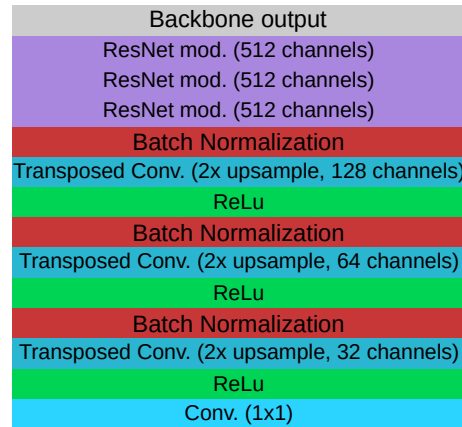 Backbone output
ResNet mod. (512 channels)
ResNet mod. (512 channels)
ResNet mod. (512 channels)
Batch Normalization
Transposed Conv. (2x upsample, 128 channels)
ReLu
Batch Normalization
Transposed Conv. (2x upsample, 64 channels)
ReLu
Batch Normalization
Transposed Conv. (2x upsample, 32 channels)
ReLu
Conv. (1x1)